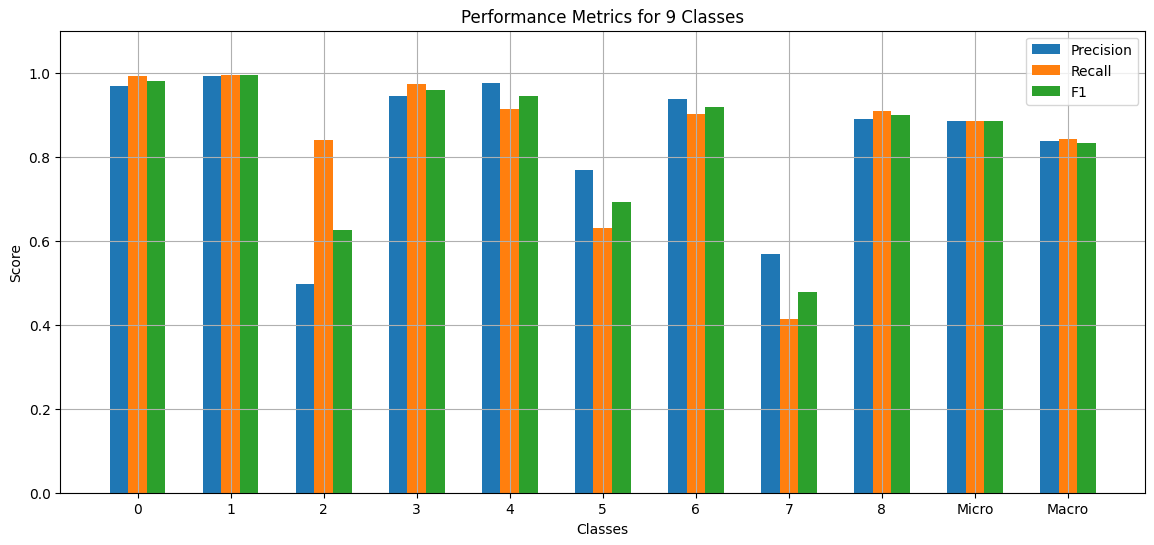 Performance Metrics for 9 Classes
Precision
Recall
F1
Score
1.0
0.8
0.6
0.4
0.2
0.0
0 1 2 3 4 5 6 7 8 Micro Macro
Classes